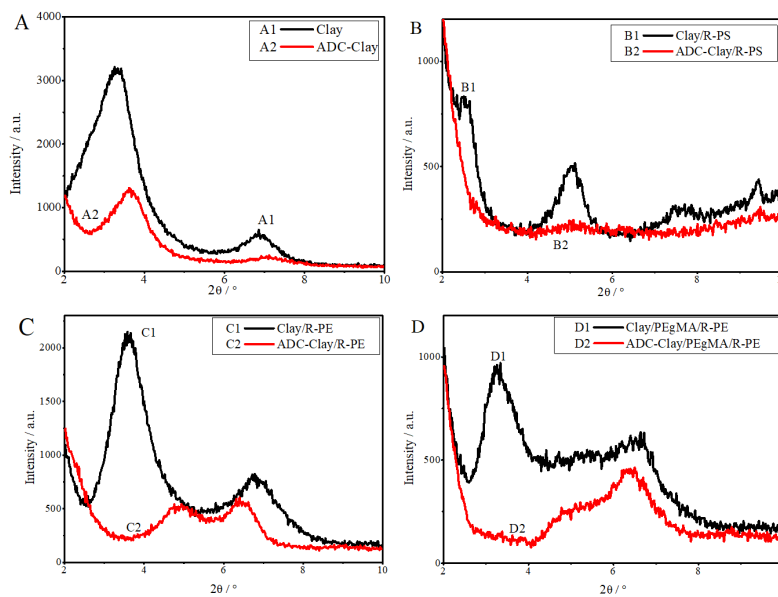 A
A1 Clay
A2 ADC-Clay
4000
3000
2000
1000
0
A2
A1
2 4 6 8 10
Intensity / a.u.
2θ / °
B
B1 Clay/R-PS
B2 ADC-Clay/R-PS
1000
500
0
B1
B2
2 4 6 8
Intensity / a.u.
2θ / °
C
C1 Clay/R-PE
C2 ADC-Clay/R-PE
2000
1500
1000
500
0
C1
C2
2 4 6 8 10
Intensity / a.u.
2θ / °
D
D1 Clay/PEgMA/R-PE
D2 ADC-Clay/PEgMA/R-PE
1000
500
0
D1
D2
2 4 6 8
Intensity / a.u.
2θ / °